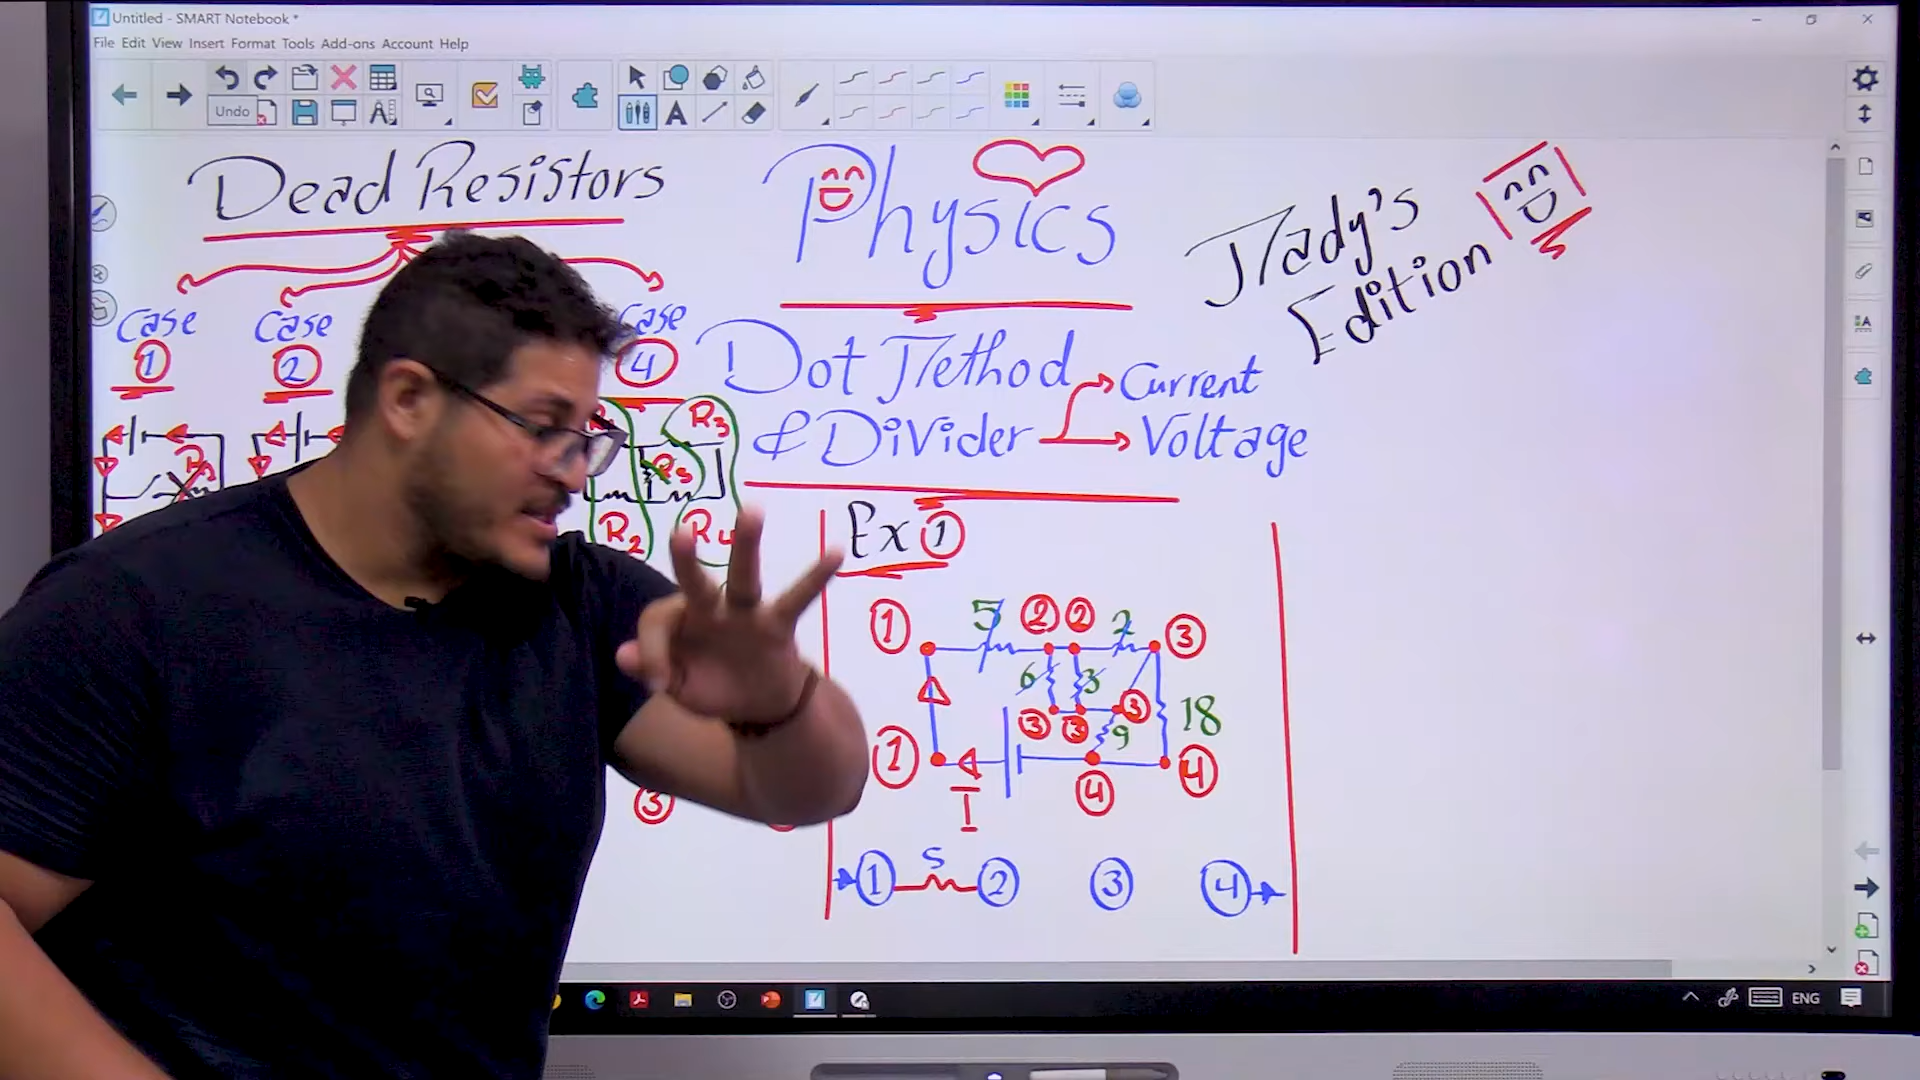 Untitled - SMART Notebook *
File Edit View Insert Format Tools Add-ons Account Help
Undo
Dead Resistors
Case
1
Case
2
Case
4
R3
R5
R2
R4
3
Physics
Mady's
Edition
Dot Method
& Divider
Current
Voltage
Ex 1
1 5 2 2 2 3
6 3 3 18
3 3 9
1 4 4
I
1 5 2 3 4
ENG